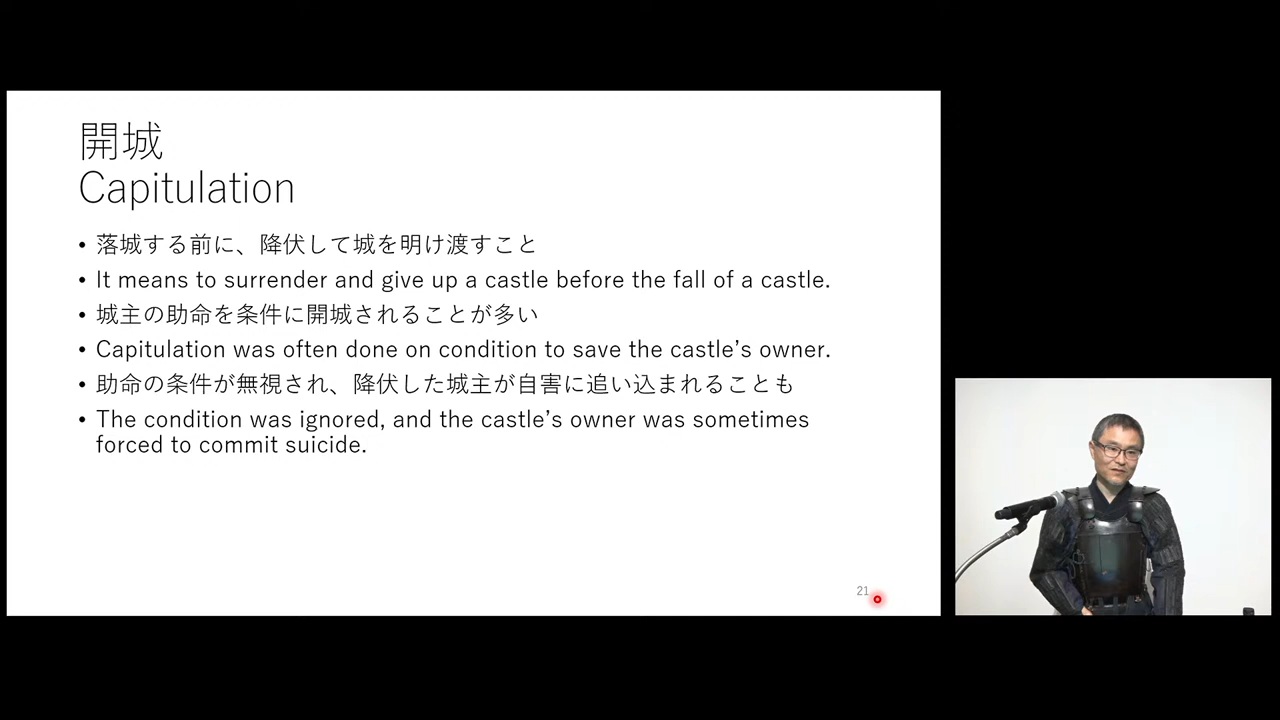 開城
Capitulation
• 落城する前に、降伏して城を明け渡すこと
• It means to surrender and give up a castle before the fall of a castle.
• 城主の助命を条件に開城されることが多い
• Capitulation was often done on condition to save the castle’s owner.
• 助命の条件が無視され、降伏した城主が自害に追い込まれることも
• The condition was ignored, and the castle’s owner was sometimes
forced to commit suicide.
21